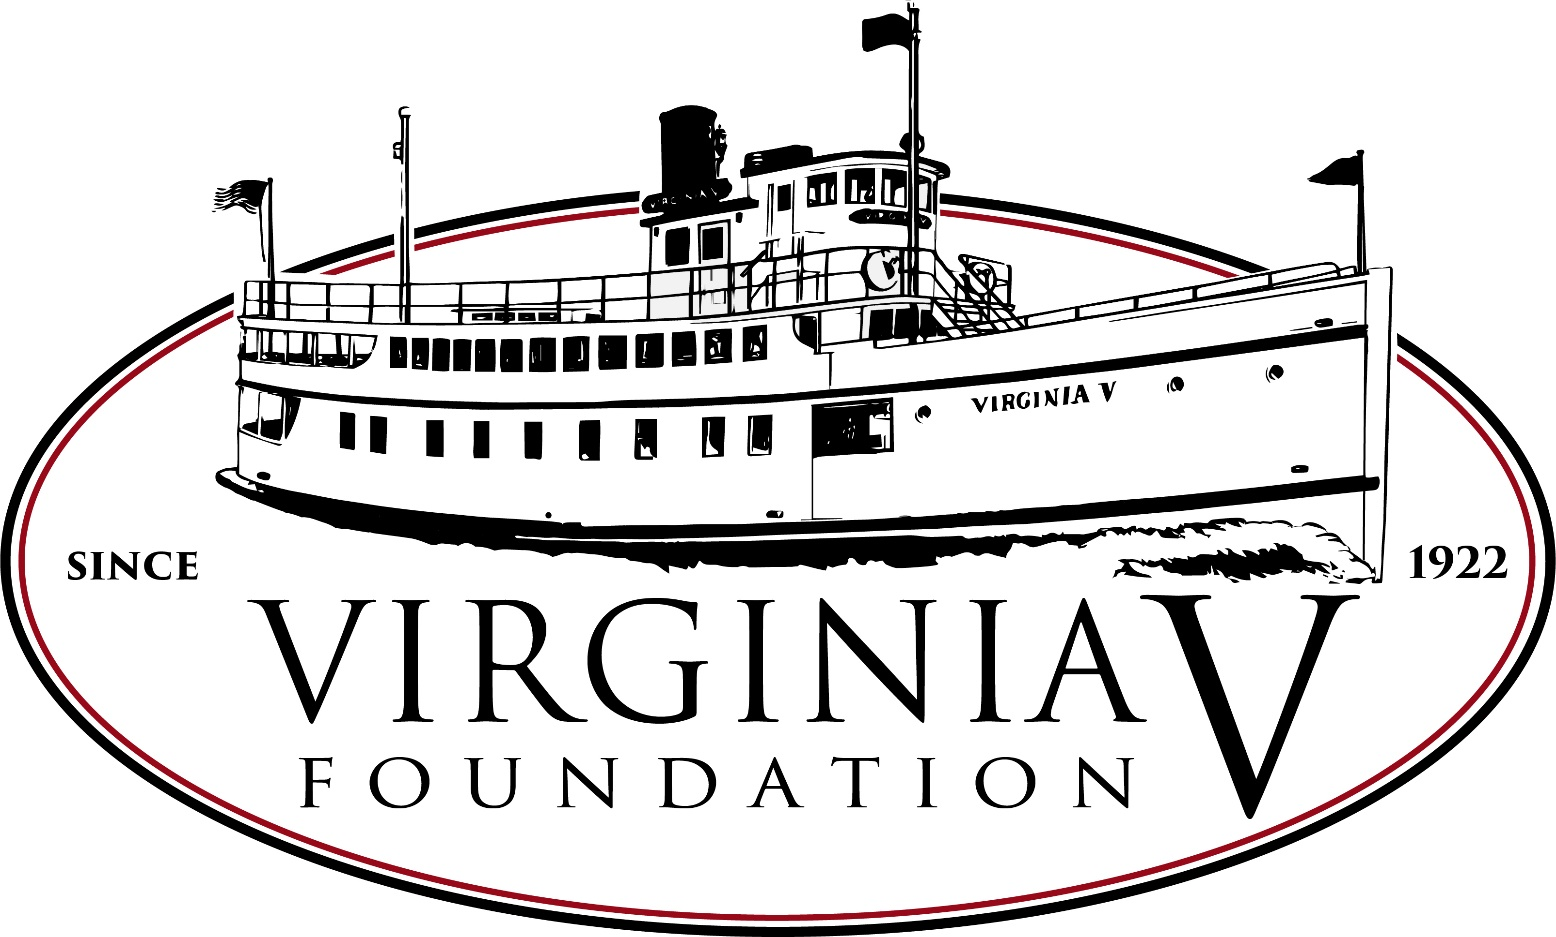 VIRGINIA V
SINCE
1922
VIRGINIA V
FOUNDATION